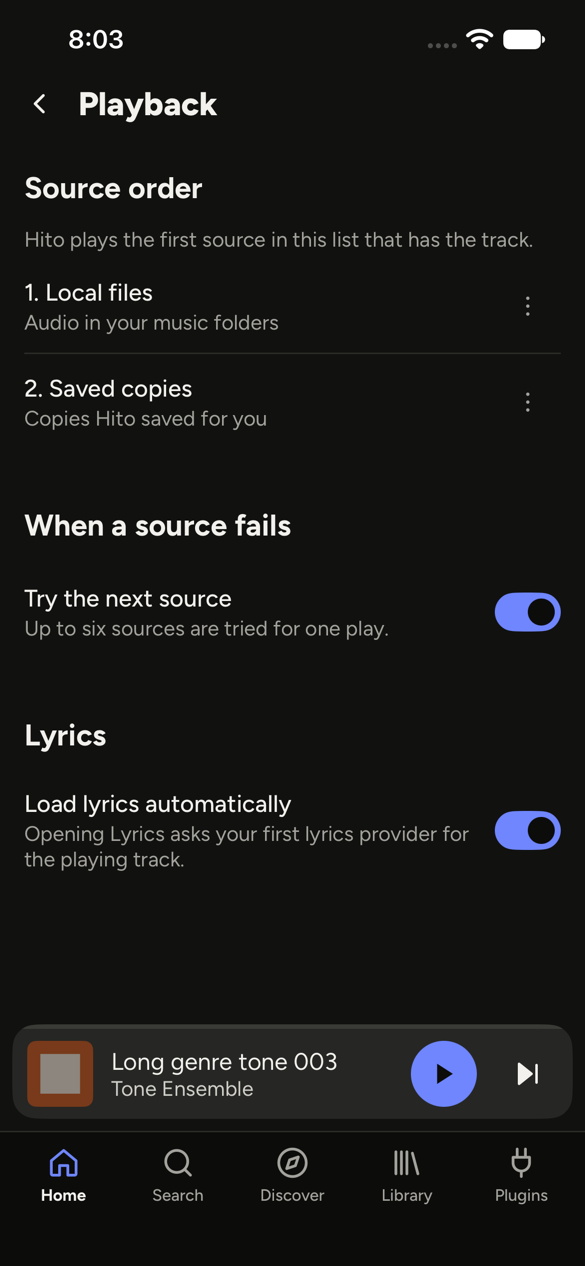 8:03
Playback
Source order
Hito plays the first source in this list that has the track.
1. Local files
Audio in your music folders
2. Saved copies
Copies Hito saved for you
When a source fails
Try the next source
Up to six sources are tried for one play.
Lyrics
Load lyrics automatically
Opening Lyrics asks your first lyrics provider for
the playing track.
Long genre tone 003
Tone Ensemble
Home
Search
Discover
Library
Plugins